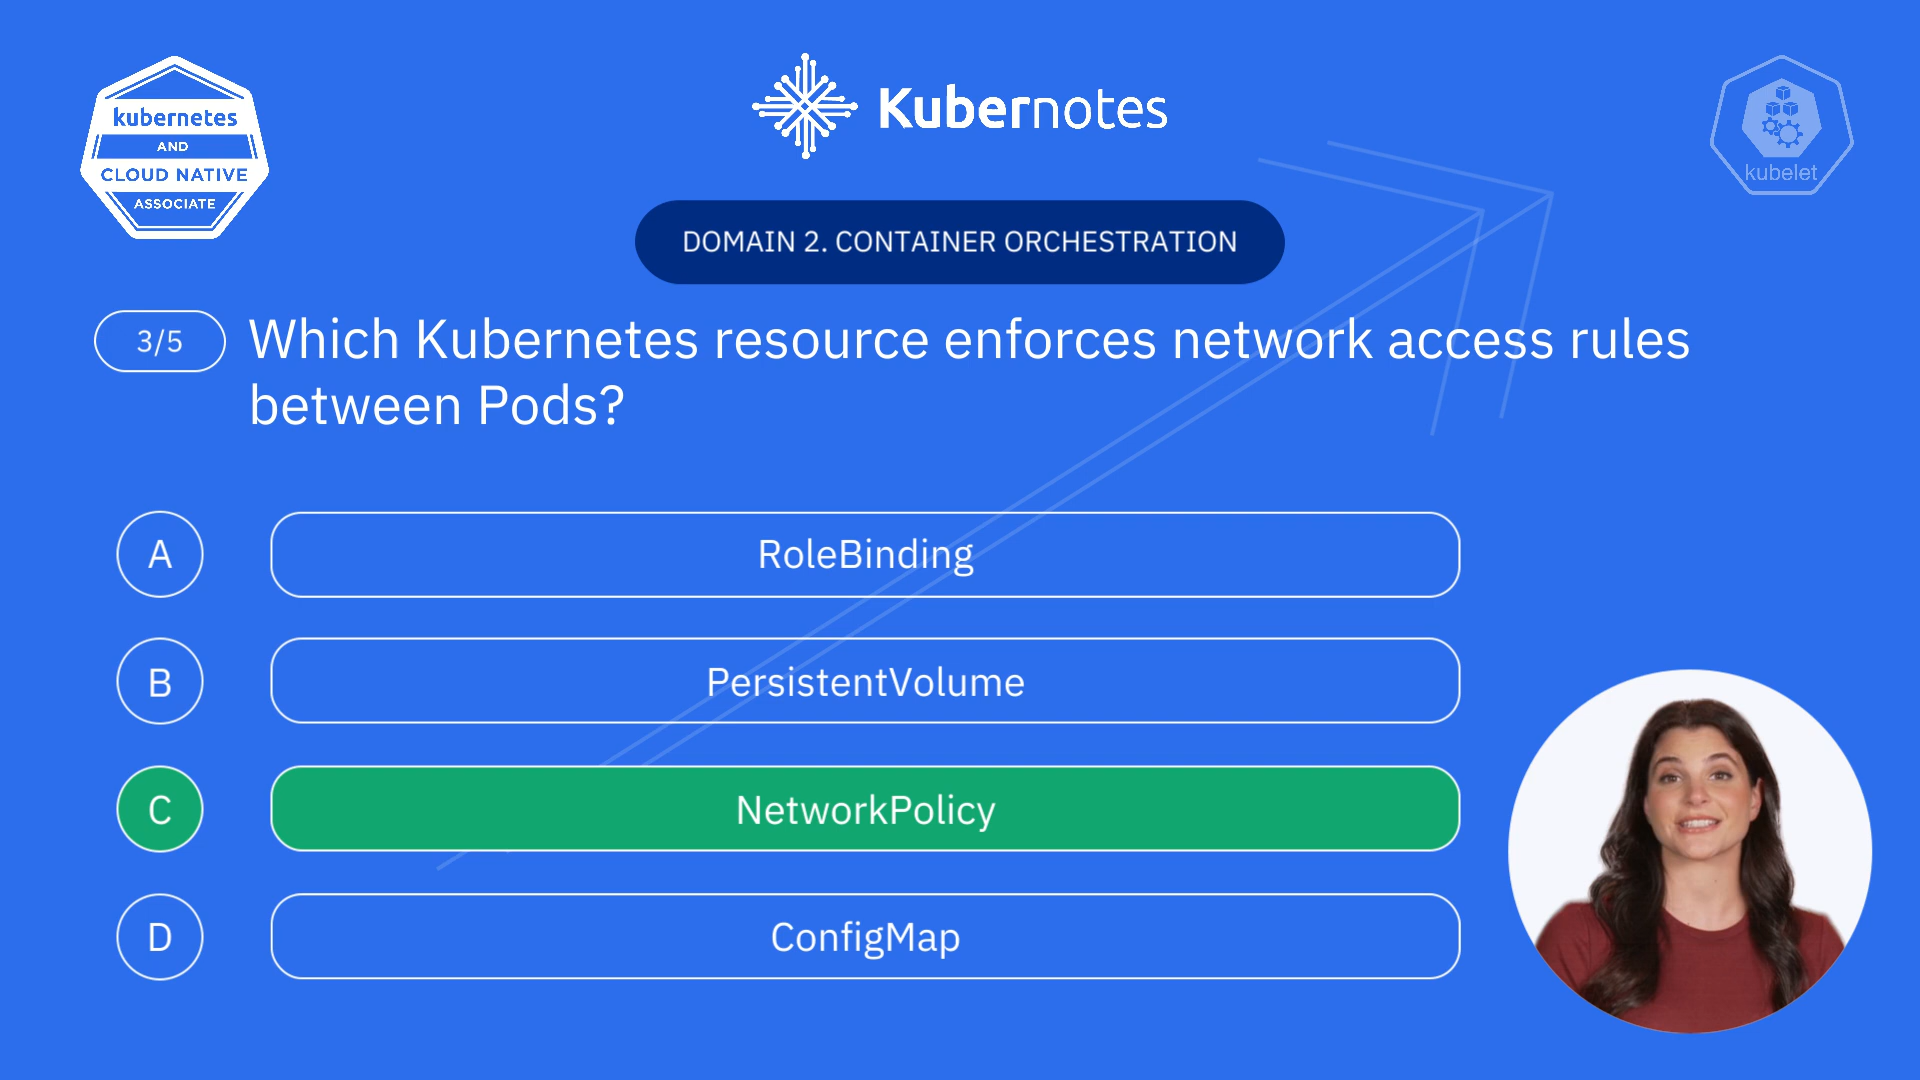 kubernetes
AND
CLOUD NATIVE
ASSOCIATE
Kubernotes
kubelet
DOMAIN 2. CONTAINER ORCHESTRATION
3/5
Which Kubernetes resource enforces network access rules
between Pods?
A
RoleBinding
B
PersistentVolume
C
NetworkPolicy
D
ConfigMap